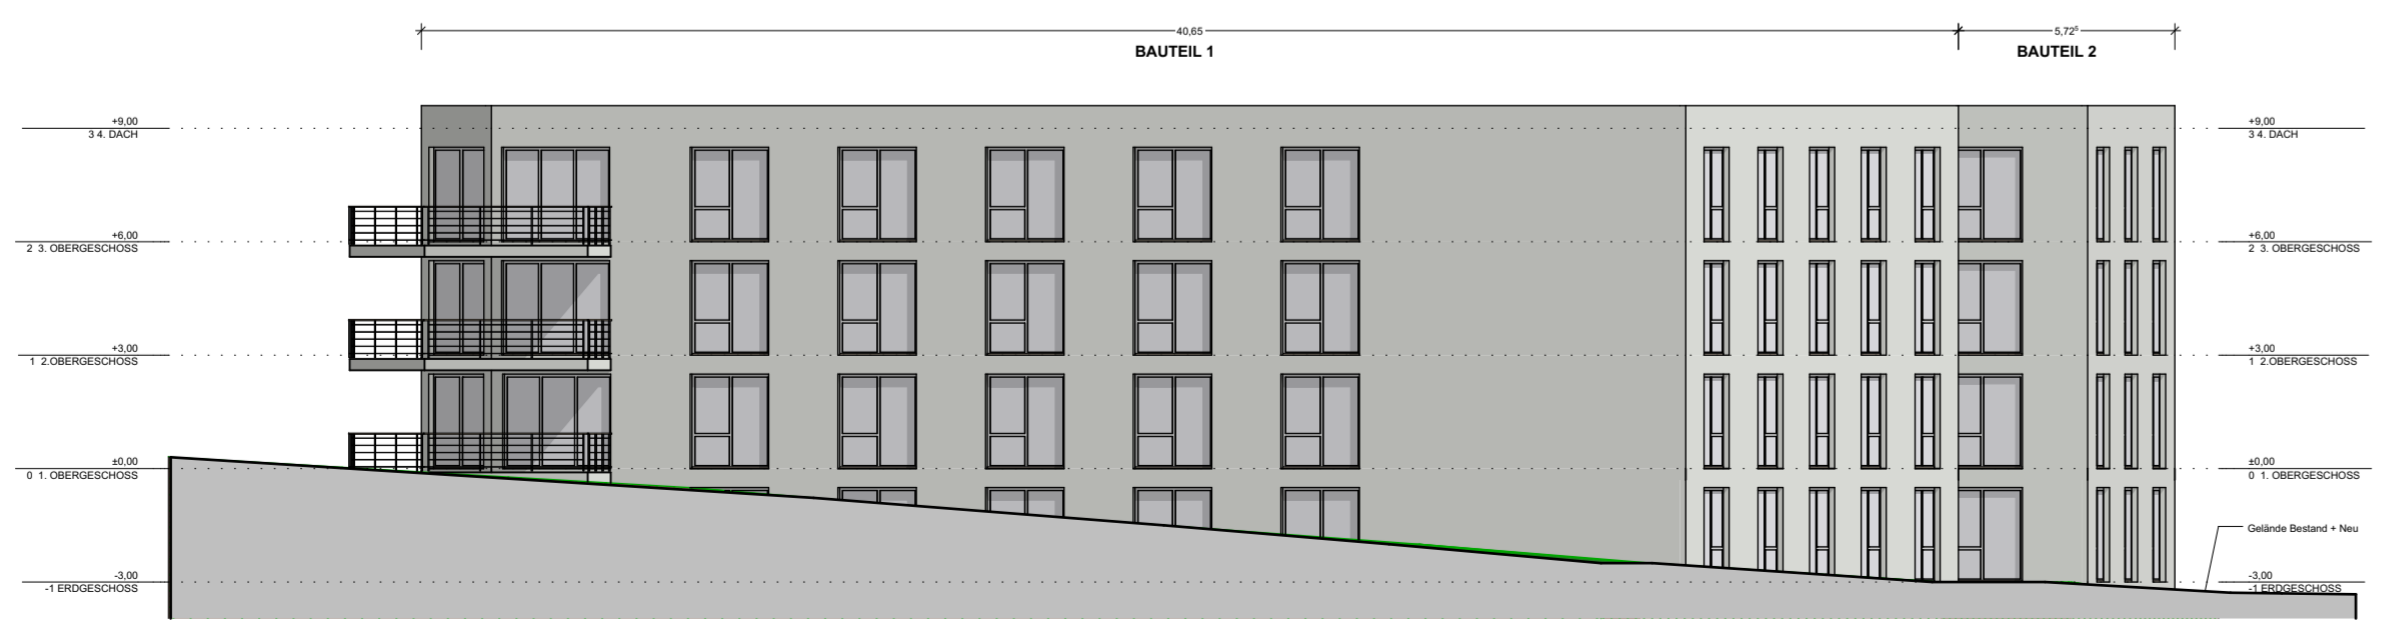 40,65
5,72⁵
BAUTEIL 1
BAUTEIL 2
+9,00
3 4. DACH
+9,00
3 4. DACH
+6,00
2 3. OBERGESCHOSS
+6,00
2 3. OBERGESCHOSS
+3,00
1 2.OBERGESCHOSS
+3,00
1 2.OBERGESCHOSS
±0,00
0 1. OBERGESCHOSS
±0,00
0 1. OBERGESCHOSS
Gelände Bestand + Neu
-3,00
-1 ERDGESCHOSS
-3,00
-1 ERDGESCHOSS